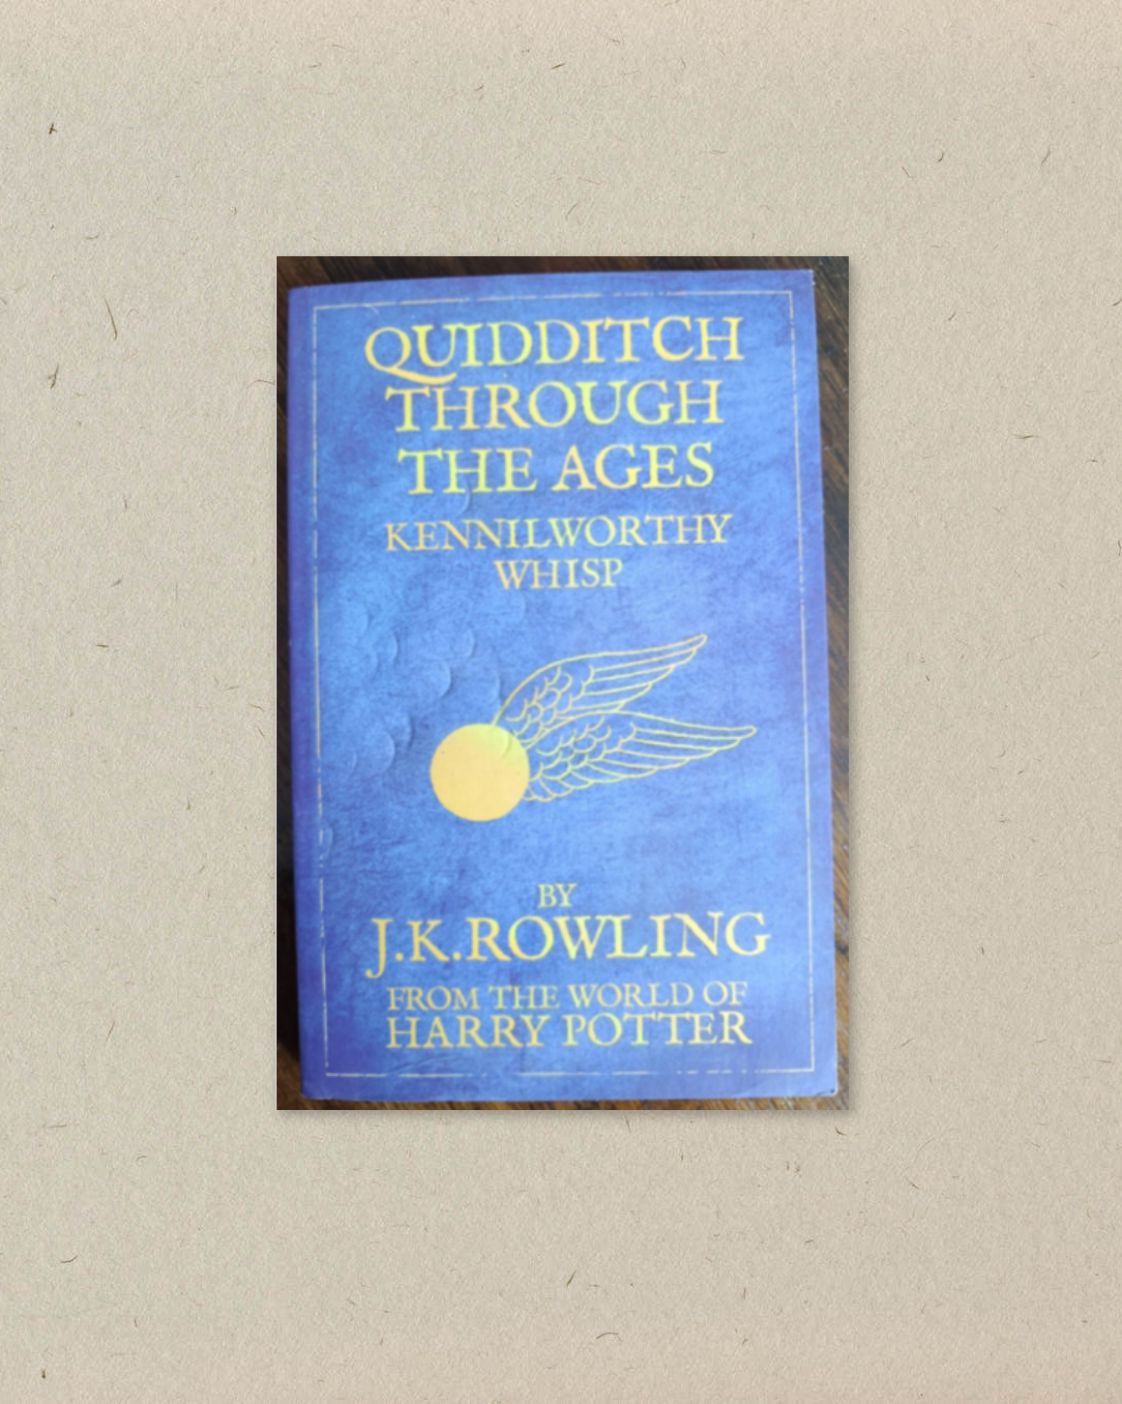 QUIDDITCH
THROUGH
THE AGES
KENNILWORTHY
WHISP
BY
J.K.ROWLING
FROM THE WORLD OF
HARRY POTTER